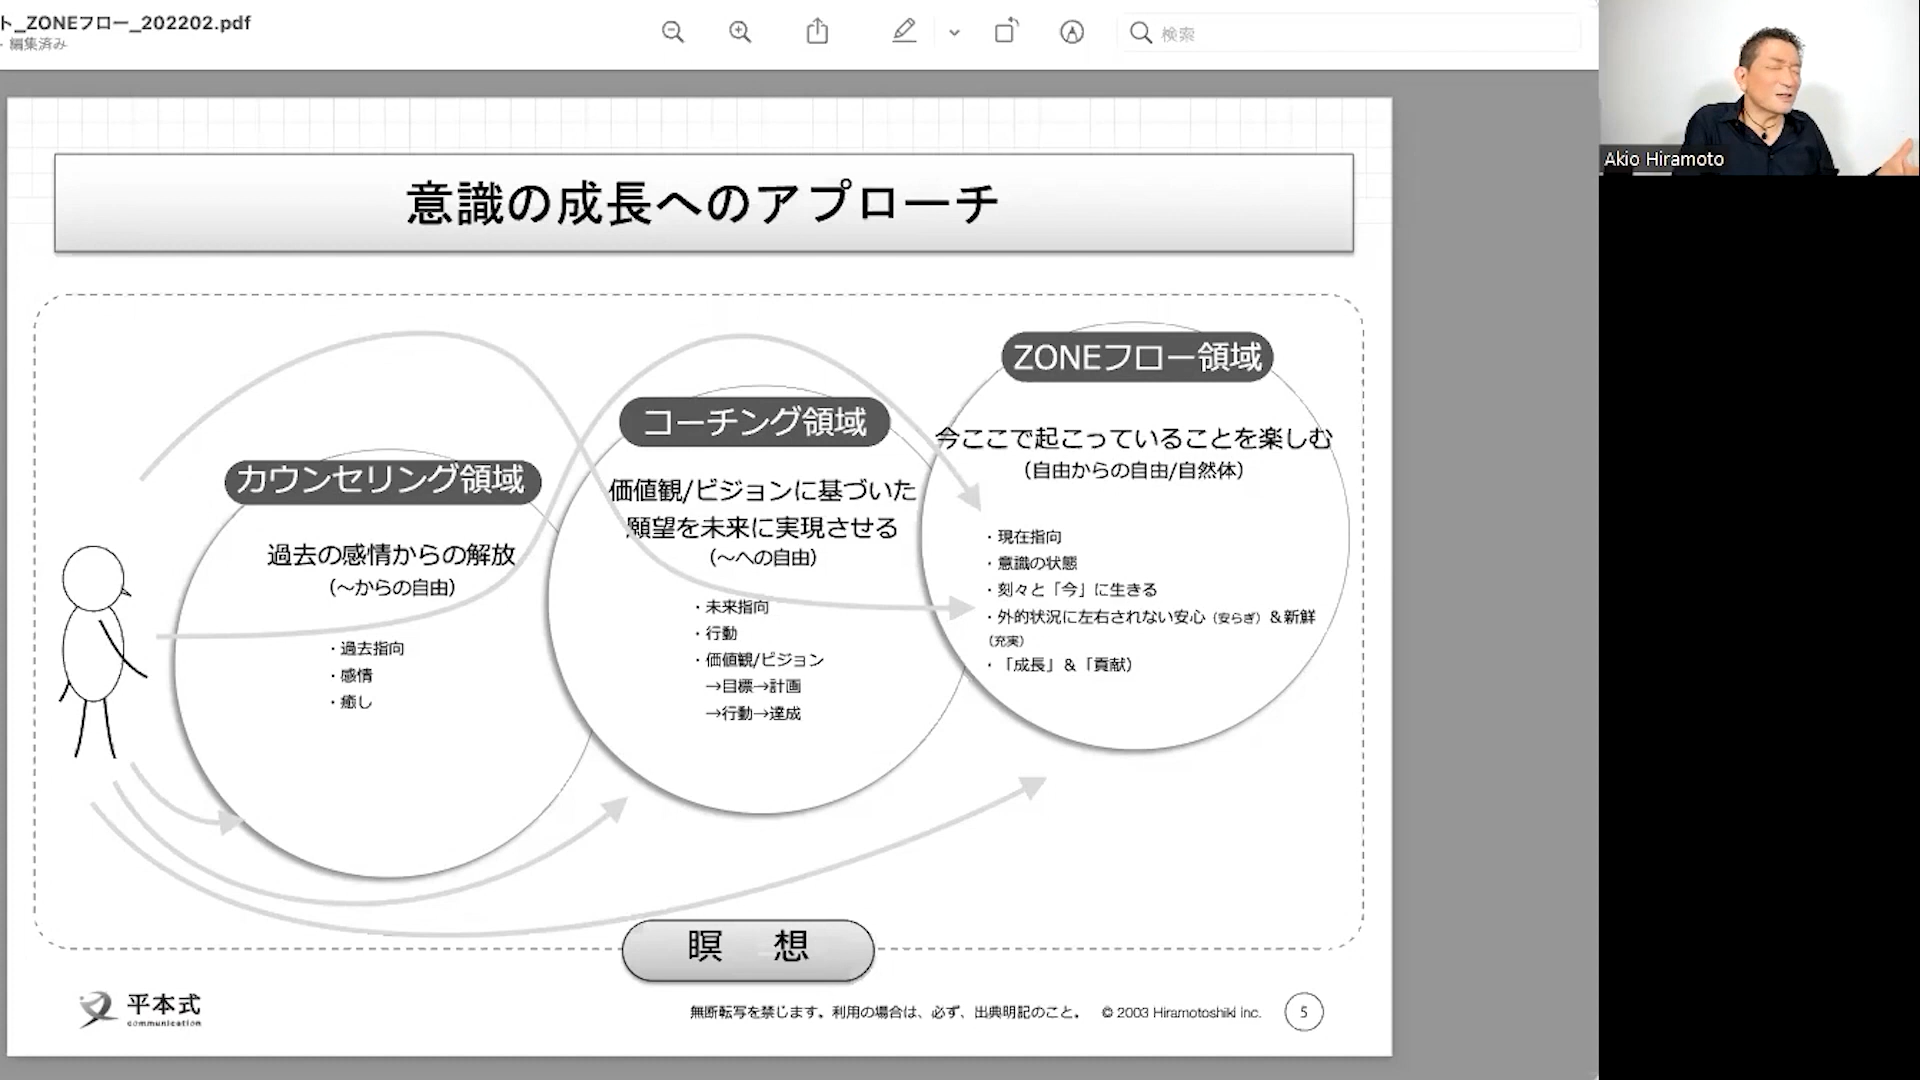 ト_ZONEフロー_202202.pdf
- 編集済み
検索
Akio Hiramoto
意識の成長へのアプローチ
ZONEフロー領域
今ここで起こっていることを楽しむ
（自由からの自由/自然体）
・現在指向
・意識の状態
・刻々と「今」に生きる
・外的状況に左右されない安心（安らぎ）＆新鮮
（充実）
・「成長」＆「貢献）
コーチング領域
価値観/ビジョンに基づいた
願望を未来に実現させる
（～への自由）
・未来指向
・行動
・価値観/ビジョン
→目標→計画
→行動→達成
カウンセリング領域
過去の感情からの解放
（～からの自由）
・過去指向
・感情
・癒し
瞑 想
平本式
communication
無断転写を禁じます。利用の場合は、必ず、出典明記のこと。 © 2003 Hiramotoshiki Inc.
5